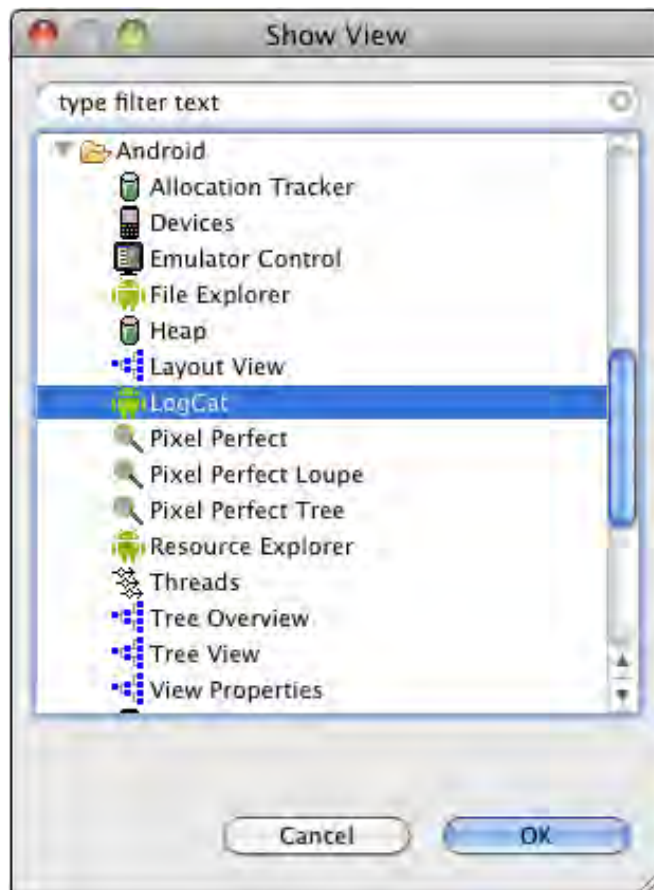 Show View
type filter text
Android
Allocation Tracker
Devices
Emulator Control
File Explorer
Heap
Layout View
LogCat
Pixel Perfect
Pixel Perfect Loupe
Pixel Perfect Tree
Resource Explorer
Threads
Tree Overview
Tree View
View Properties
Cancel
OK